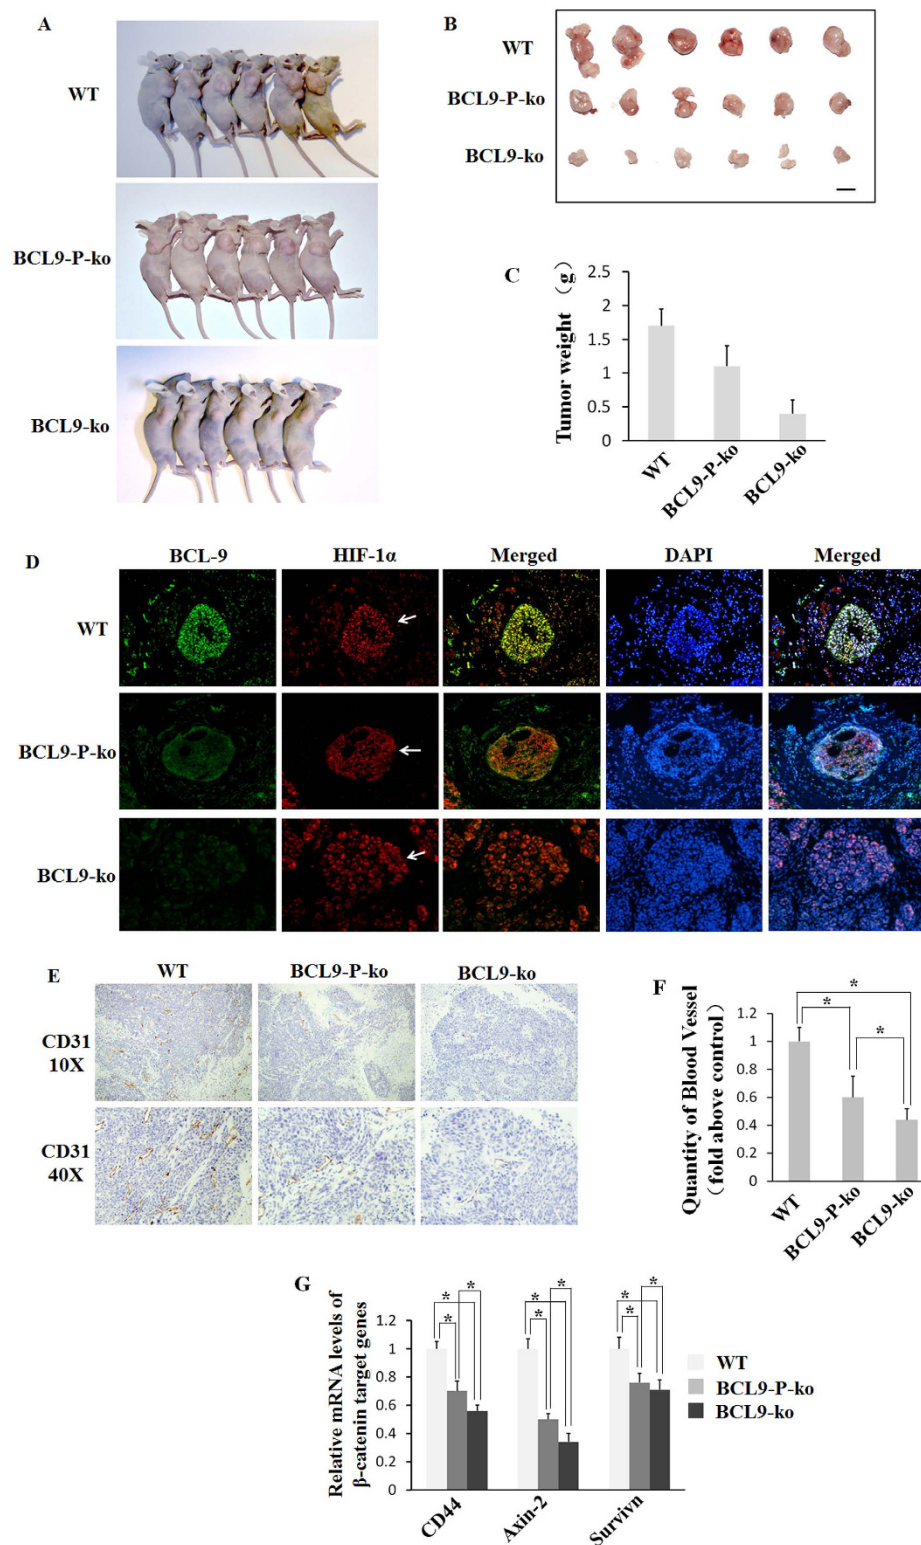 A
WT
BCL9-P-ko
BCL9-ko
B
WT
BCL9-P-ko
BCL9-ko
C
Tumor weight (g)
2.5
2
1.5
1
0.5
0
WT
BCL9-P-ko
BCL9-ko
D
BCL-9
HIF-1α
Merged
DAPI
Merged
WT
BCL9-P-ko
BCL9-ko
E
WT
BCL9-P-ko
BCL9-ko
CD31
10X
CD31
40X
F
Quantity of Blood Vessel
(fold above control)
1.2
1
0.8
0.6
0.4
0.2
0
*
*
*
WT
BCL9-P-ko
BCL9-ko
G
Relative mRNA levels of
β-catenin target genes
1.2
1
0.8
0.6
0.4
0.2
0
*
*
*
*
*
*
*
*
*
CD44
Axin-2
Survivn
WT
BCL9-P-ko
BCL9-ko